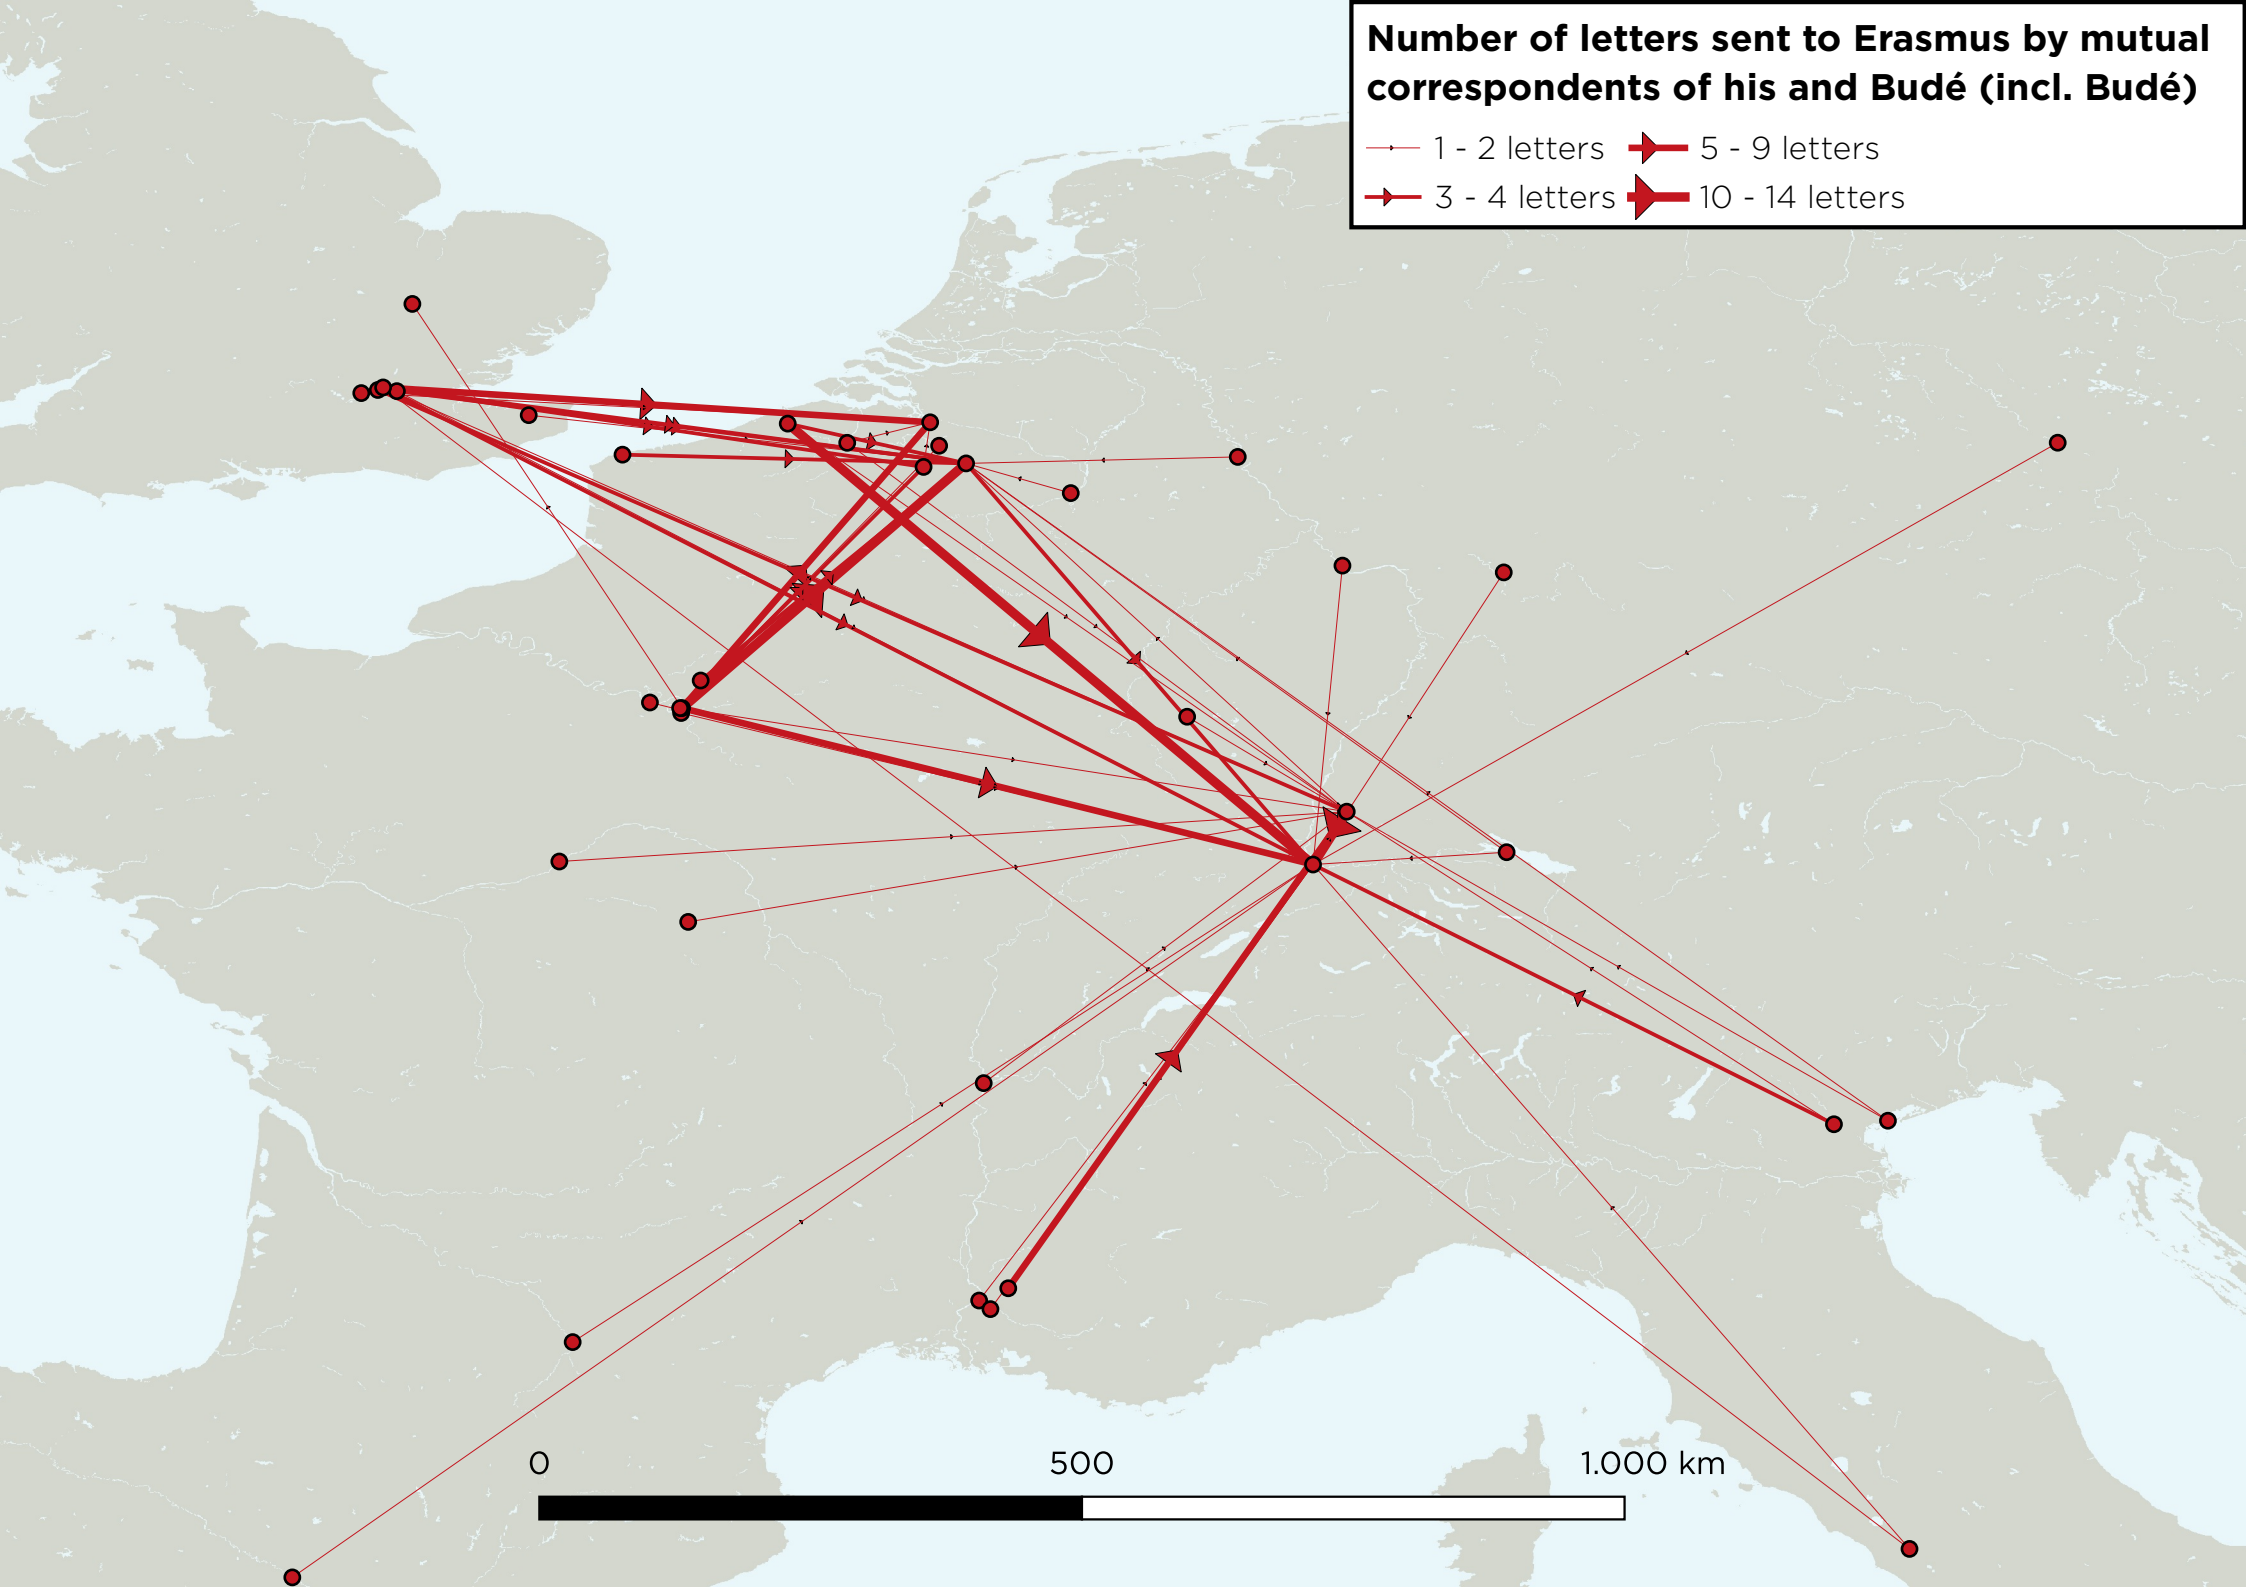 Number of letters sent to Erasmus by mutual
correspondents of his and Budé (incl. Budé)
1 - 2 letters
5 - 9 letters
3 - 4 letters
10 - 14 letters
0
500
1.000 km